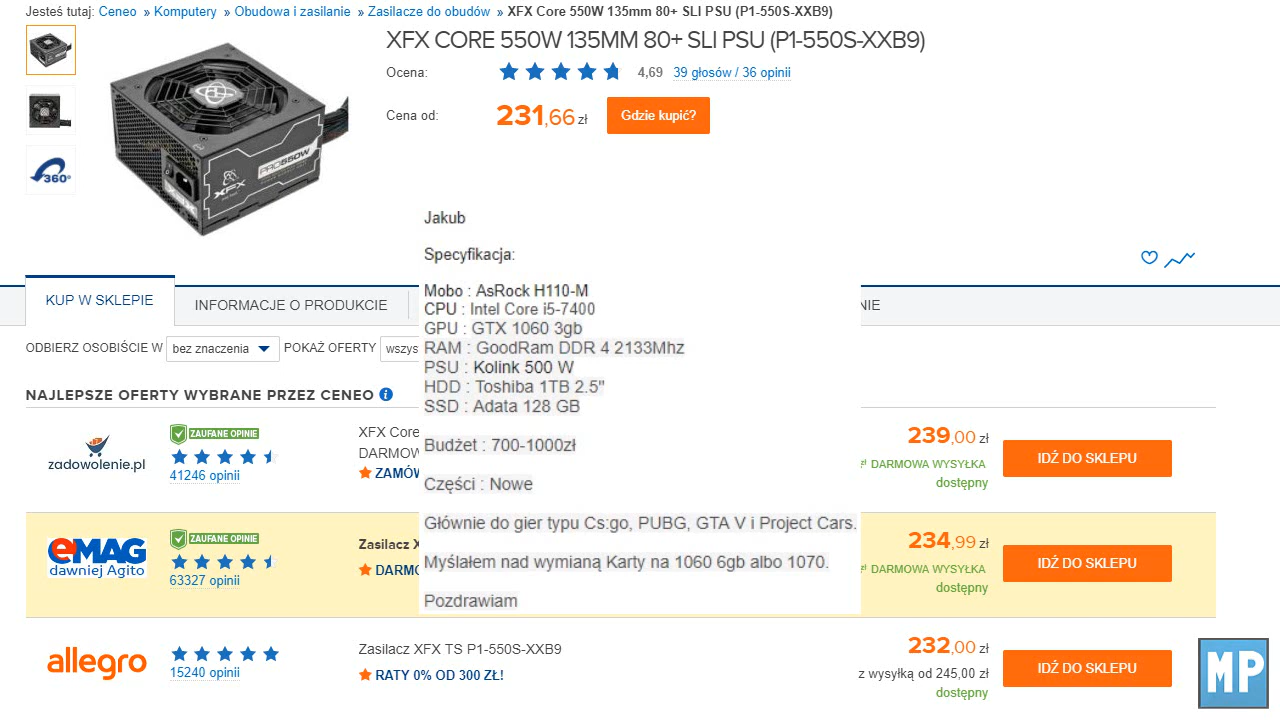 Jesteś tutaj: Ceneo » Komputery » Obudowa i zasilanie » Zasilacze do obudów » XFX Core 550W 135mm 80+ SLI PSU (P1-550S-XXB9)
XFX CORE 550W 135MM 80+ SLI PSU (P1-550S-XXB9)
Ocena: 4,69 39 głosów / 36 opinii
Cena od: 231,66 zł Gdzie kupić?
360°
PRO550W
XFX
Jakub
Specyfikacja:
Mobo : AsRock H110-M
CPU : Intel Core i5-7400
GPU : GTX 1060 3gb
RAM : GoodRam DDR 4 2133Mhz
PSU : Kolink 500 W
HDD : Toshiba 1TB 2.5"
SSD : Adata 128 GB
Budżet : 700-1000zł
Części : Nowe
Głównie do gier typu Cs:go, PUBG, GTA V i Project Cars.
Myślałem nad wymianą Karty na 1060 6gb albo 1070.
Pozdrawiam
KUP W SKLEPIE INFORMACJE O PRODUKCIE NIE
ODBIERZ OSOBIŚCIE W bez znaczenia POKAŻ OFERTY wszys
NAJLEPSZE OFERTY WYBRANE PRZEZ CENEO i
zadowolenie.pl
ZAUFANE OPINIE
41246 opinii
XFX Core
DARMOW
ZAMÓW
239,00 zł
DARMOWA WYSYŁKA
dostępny
IDŹ DO SKLEPU
eMAG
dawniej Agito
ZAUFANE OPINIE
63327 opinii
Zasilacz X
DARMO
234,99 zł
DARMOWA WYSYŁKA
dostępny
IDŹ DO SKLEPU
allegro
15240 opinii
Zasilacz XFX TS P1-550S-XXB9
RATY 0% OD 300 ZŁ!
232,00 zł
z wysyłką od 245,00 zł
dostępny
IDŹ DO SKLEPU
MP